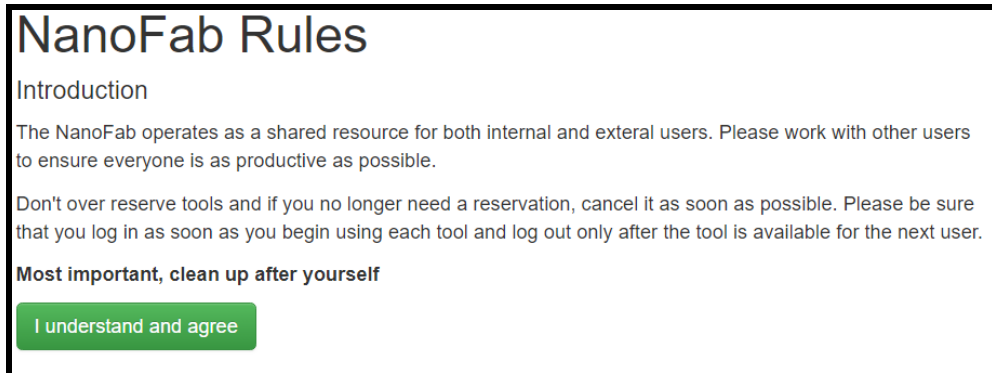 NanoFab Rules
Introduction
The NanoFab operates as a shared resource for both internal and exteral users. Please work with other users
to ensure everyone is as productive as possible.
Don't over reserve tools and if you no longer need a reservation, cancel it as soon as possible. Please be sure
that you log in as soon as you begin using each tool and log out only after the tool is available for the next user.
Most important, clean up after yourself
I understand and agree